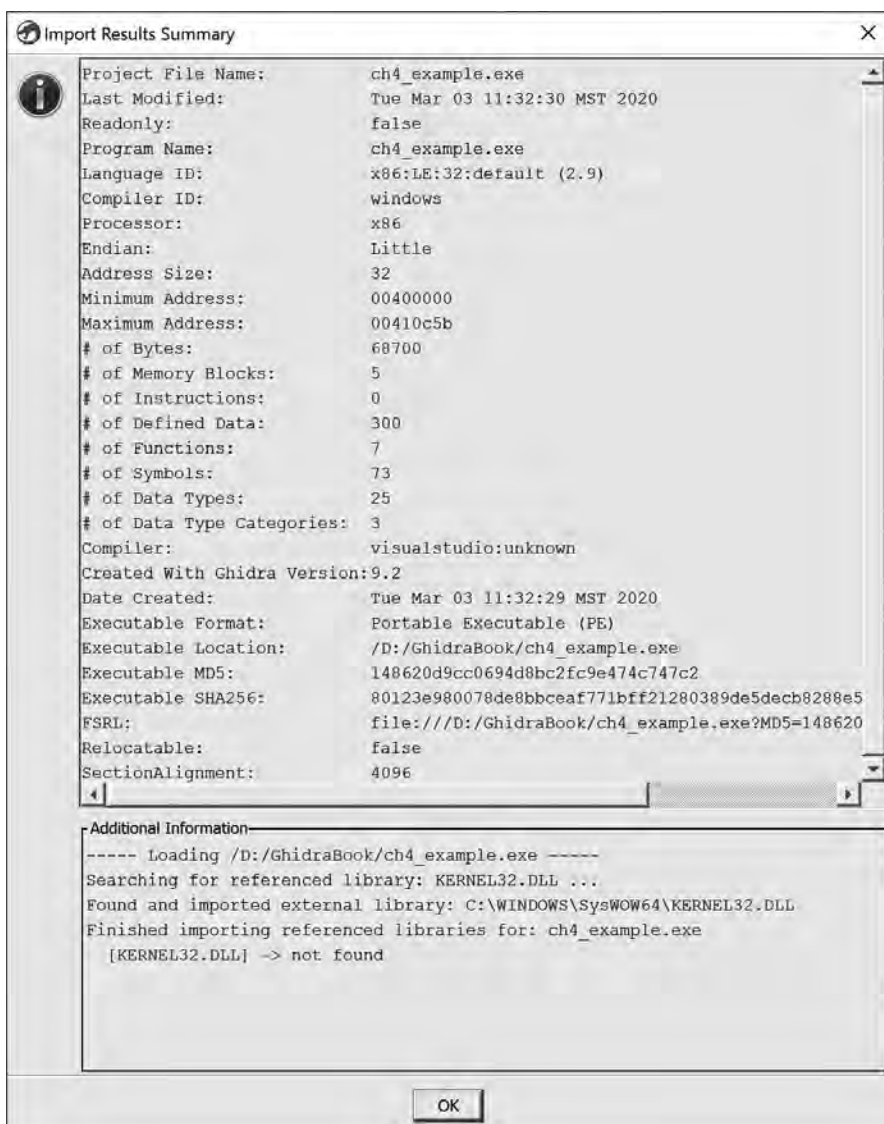 Import Results Summary
Project File Name: ch4_example.exe
Last Modified: Tue Mar 03 11:32:30 MST 2020
Readonly: false
Program Name: ch4_example.exe
Language ID: x86:LE:32:default (2.9)
Compiler ID: windows
Processor: x86
Endian: Little
Address Size: 32
Minimum Address: 00400000
Maximum Address: 00410c5b
# of Bytes: 68700
# of Memory Blocks: 5
# of Instructions: 0
# of Defined Data: 300
# of Functions: 7
# of Symbols: 73
# of Data Types: 25
# of Data Type Categories: 3
Compiler: visualstudio:unknown
Created With Ghidra Version: 9.2
Date Created: Tue Mar 03 11:32:29 MST 2020
Executable Format: Portable Executable (PE)
Executable Location: /D:/GhidraBook/ch4_example.exe
Executable MD5: 148620d9cc0694d8bc2fc9e474c747c2
Executable SHA256: 80123e980078de8bbceaf771bff21280389de5decb8288e5
FSRL: file:///D:/GhidraBook/ch4_example.exe?MD5=148620
Relocatable: false
SectionAlignment: 4096
Additional Information
----- Loading /D:/GhidraBook/ch4_example.exe -----
Searching for referenced library: KERNEL32.DLL ...
Found and imported external library: C:\WINDOWS\SysWOW64\KERNEL32.DLL
Finished importing referenced libraries for: ch4_example.exe
[KERNEL32.DLL] -> not found
OK